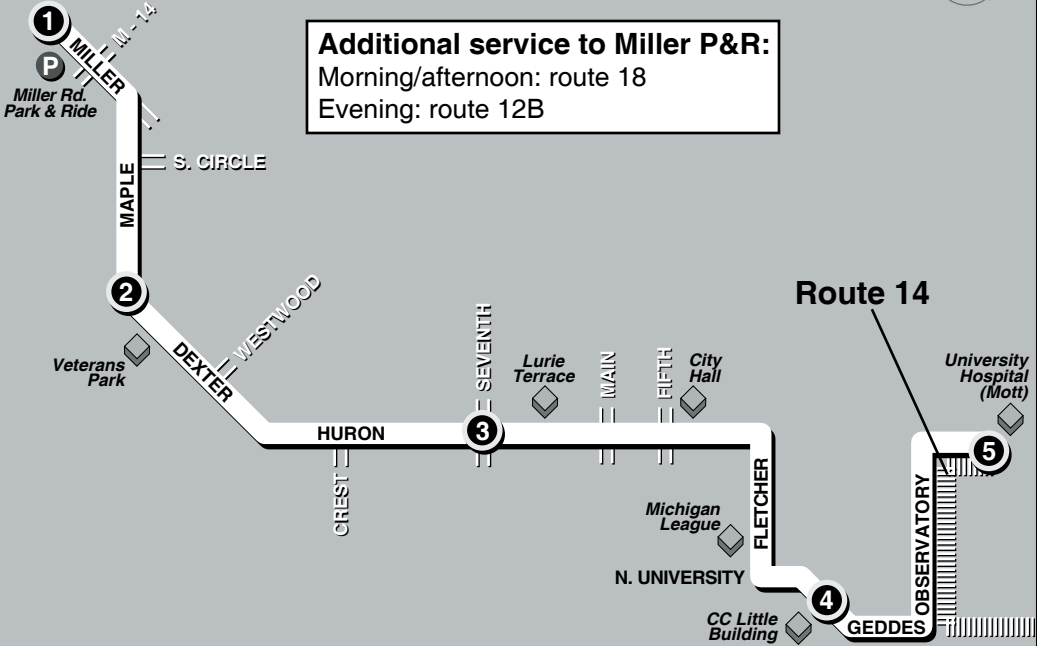 1
M - 14
MILLER
P
Miller Rd.
Park & Ride
Additional service to Miller P&R:
Morning/afternoon: route 18
Evening: route 12B
S. CIRCLE
MAPLE
2
Veterans
Park
DEXTER
WESTWOOD
HURON
CREST
SEVENTH
3
Lurie
Terrace
MAIN
FIFTH
City
Hall
Route 14
University
Hospital
(Mott)
5
FLETCHER
Michigan
League
N. UNIVERSITY
4
CC Little
Building
GEDDES
OBSERVATORY